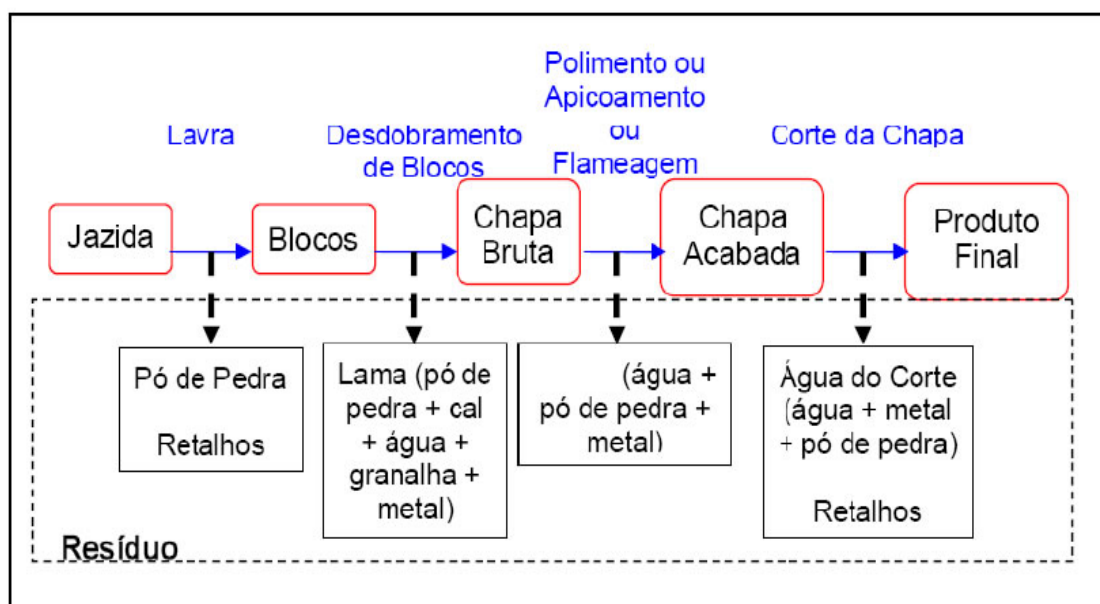 Polimento ou
Apicoamento
ou
Flameagem
Lavra
Desdobramento
de Blocos
Corte da Chapa
Jazida
Blocos
Chapa
Bruta
Chapa
Acabada
Produto
Final
Pó de Pedra
Retalhos
Lama (pó de
pedra + cal
+ água +
granalha +
metal)
(água +
pó de pedra +
metal)
Água do Corte
(água + metal
+ pó de pedra)
Retalhos
Resíduo